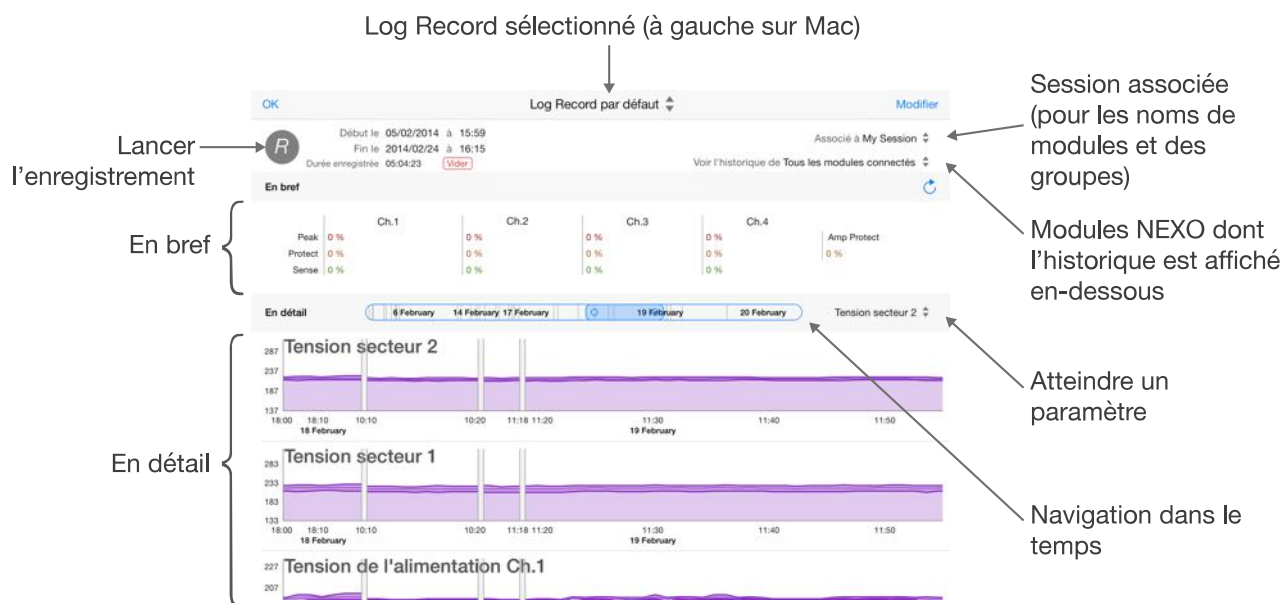 Log Record sélectionné (à gauche sur Mac)
OK
Log Record par défaut
Modifier
Session associée
(pour les noms de
modules et des
groupes)
Lancer
l'enregistrement
R
Début le 05/02/2014 à 15:59
Fin le 2014/02/24 à 16:15
Durée enregistrée 05:04:23 Vider
Associé à My Session
Voir l'historique de Tous les modules connectés
En bref
Modules NEXO dont
l'historique est affiché
en-dessous
En bref
Ch.1 Ch.2 Ch.3 Ch.4
Peak 0 % 0 % 0 % 0 % Amp Protect
Protect 0 % 0 % 0 % 0 % 0 %
Sense 0 % 0 % 0 % 0 %
En détail 6 February 14 February 17 February 19 February 20 February Tension secteur 2
Atteindre un
paramètre
En détail
Tension secteur 2
287
237
187
137
18:00 18:10 10:10 10:20 11:18 11:20 11:30 11:40 11:50
18 February 19 February
Tension secteur 1
283
233
183
133
18:00 18:10 10:10 10:20 11:18 11:20 11:30 11:40 11:50
18 February 19 February
Navigation dans le
temps
Tension de l'alimentation Ch.1
227
207